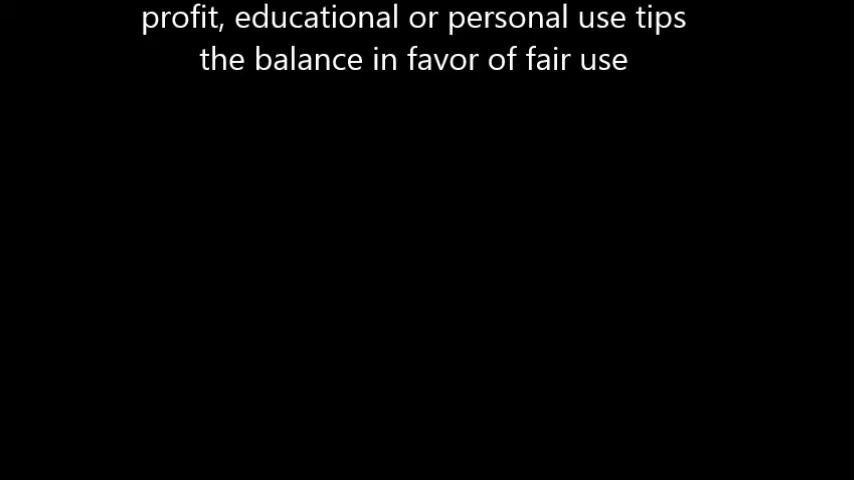 profit, educational or personal use tips
the balance in favor of fair use